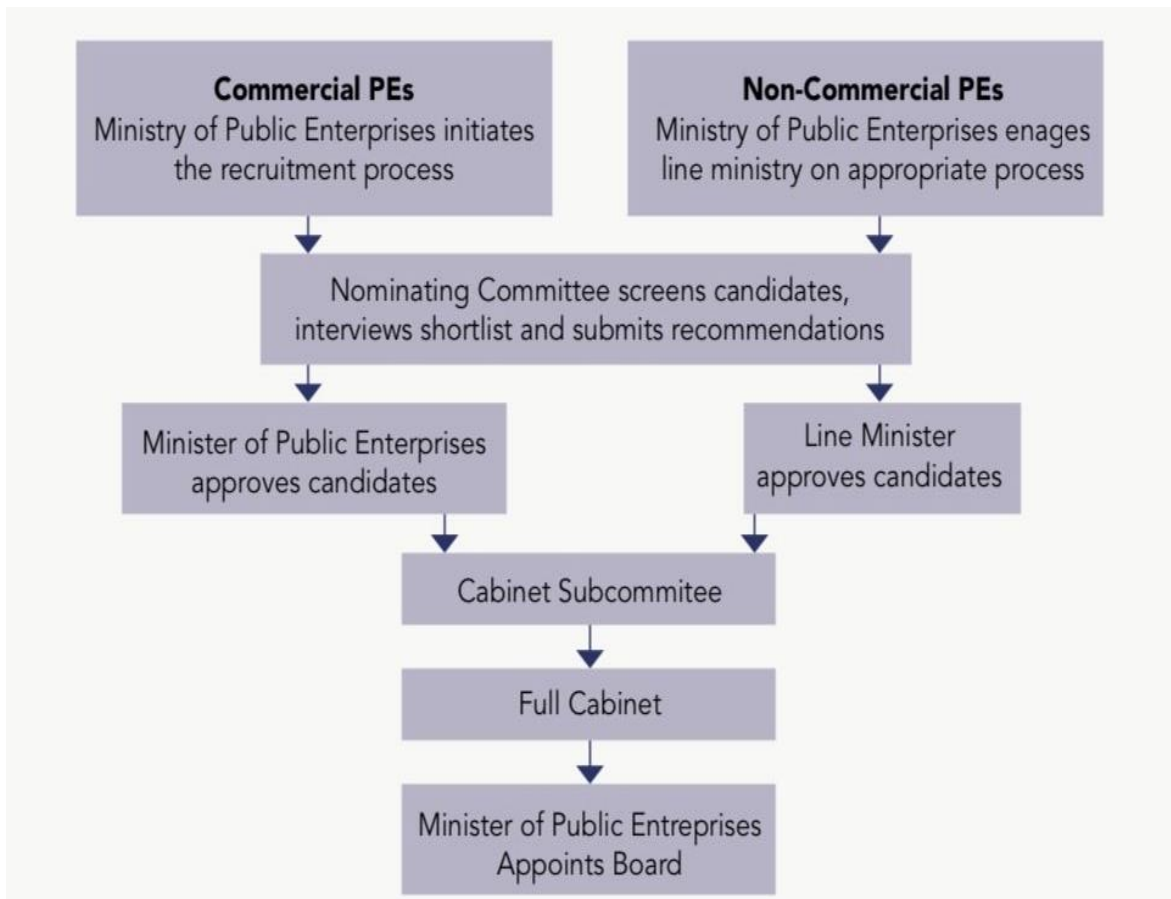 Commercial PEs
Ministry of Public Enterprises initiates
the recruitment process
Non-Commercial PEs
Ministry of Public Enterprises enages
line ministry on appropriate process
Nominating Committee screens candidates,
interviews shortlist and submits recommendations
Minister of Public Enterprises
approves candidates
Line Minister
approves candidates
Cabinet Subcommitee
Full Cabinet
Minister of Public Entreprises
Appoints Board